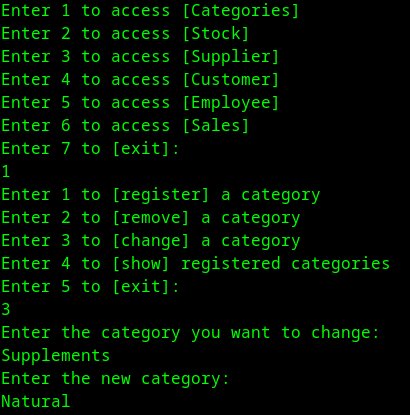 Enter 1 to access [Categories]
Enter 2 to access [Stock]
Enter 3 to access [Supplier]
Enter 4 to access [Customer]
Enter 5 to access [Employee]
Enter 6 to access [Sales]
Enter 7 to [exit]:
1
Enter 1 to [register] a category
Enter 2 to [remove] a category
Enter 3 to [change] a category
Enter 4 to [show] registered categories
Enter 5 to [exit]:
3
Enter the category you want to change:
Supplements
Enter the new category:
Natural